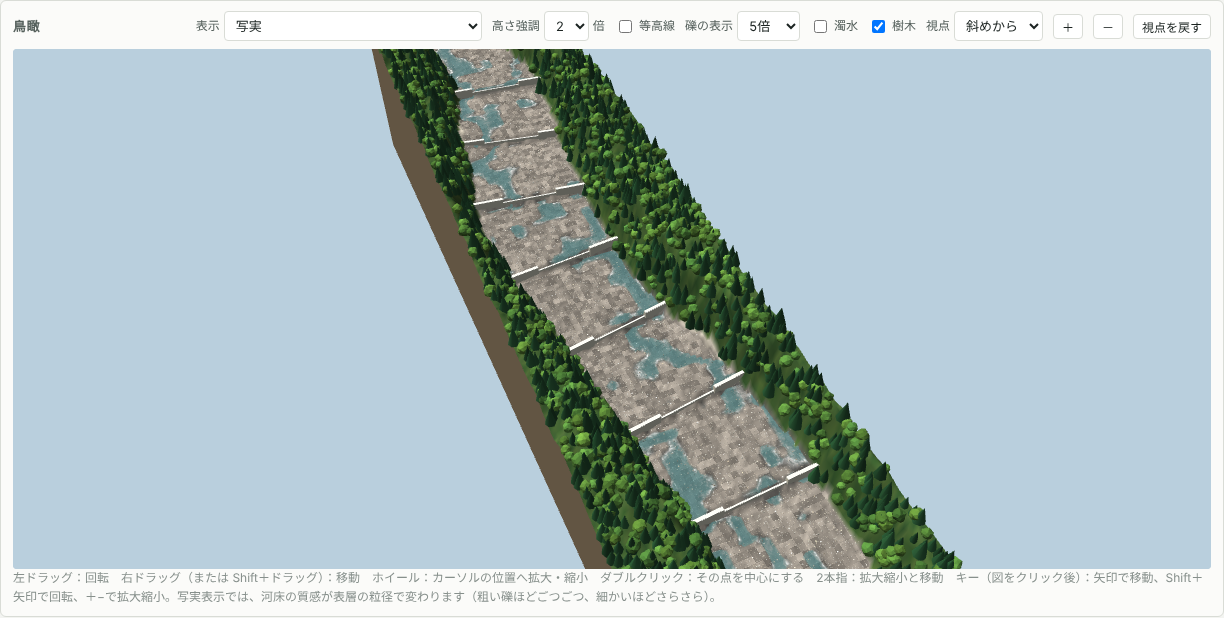 鳥瞰 表示 写実 高さ強調 2 倍 等高線 礫の表示 5倍 濁水 樹木 視点 斜めから + − 視点を戻す
左ドラッグ：回転　右ドラッグ（または Shift＋ドラッグ）：移動　ホイール：カーソルの位置へ拡大・縮小　ダブルクリック：その点を中心にする　2本指：拡大縮小と移動　キー（図をクリック後）：矢印で移動、Shift＋
矢印で回転、＋−で拡大縮小。写実表示では、河床の質感が表層の粒径で変わります（粗い礫ほどごつごつ、細かいほどさらさら）。